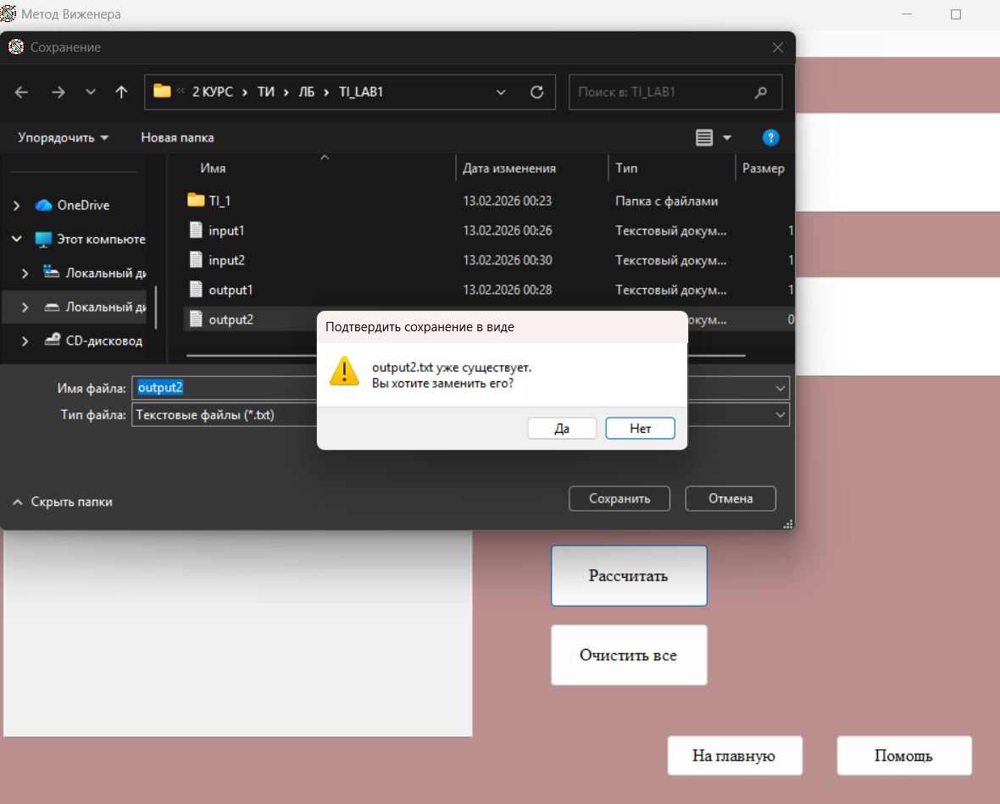 Метод Виженера
Сохранение
2 КУРС › ТИ › ЛБ › TI_LAB1
Поиск в: TI_LAB1
Упорядочить
Новая папка
Имя
Дата изменения
Тип
Размер
TI_1 13.02.2026 00:23 Папка с файлами
input1 13.02.2026 00:26 Текстовый докум... 1
input2 13.02.2026 00:30 Текстовый докум... 1
output1 13.02.2026 00:28 Текстовый докум... 1
output2 окум... 0
OneDrive
Этот компьюте
Локальный ди
Локальный ди
CD-дисковод
Подтвердить сохранение в виде
output2.txt уже существует.
Вы хотите заменить его?
Да
Нет
Имя файла: output2
Тип файла: Текстовые файлы (*.txt)
Скрыть папки
Сохранить
Отмена
Рассчитать
Очистить все
На главную
Помощь